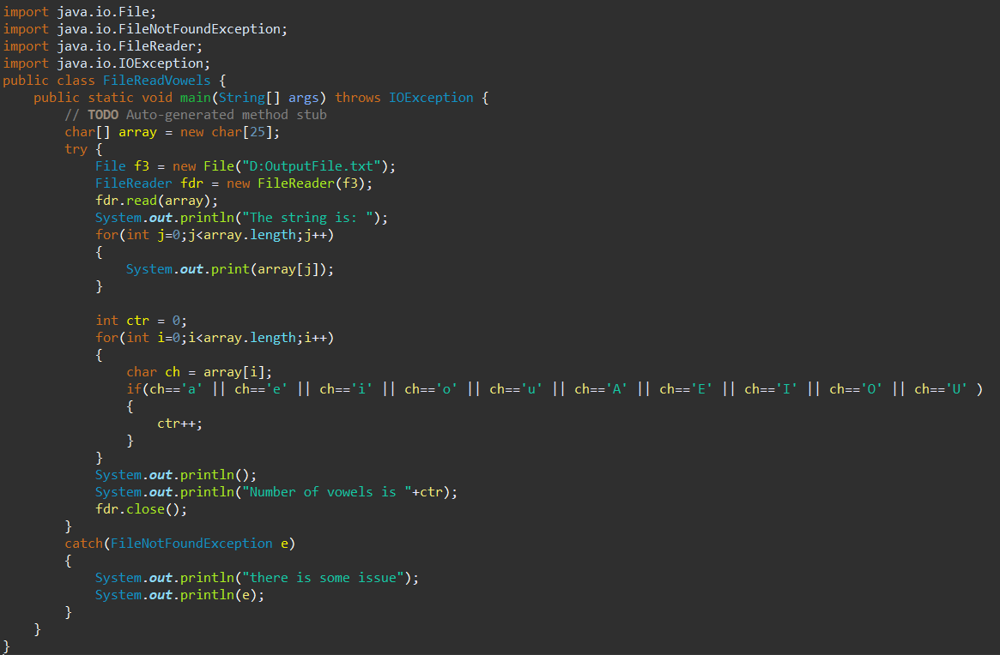 import java.io.File;
import java.io.FileNotFoundException;
import java.io.FileReader;
import java.io.IOException;
public class FileReadVowels {
    public static void main(String[] args) throws IOException {
        // TODO Auto-generated method stub
        char[] array = new char[25];
        try {
            File f3 = new File("D:OutputFile.txt");
            FileReader fdr = new FileReader(f3);
            fdr.read(array);
            System.out.println("The string is: ");
            for(int j=0;j<array.length;j++)
            {
                System.out.print(array[j]);
            }

            int ctr = 0;
            for(int i=0;i<array.length;i++)
            {
                char ch = array[i];
                if(ch=='a' || ch=='e' || ch=='i' || ch=='o' || ch=='u' || ch=='A' || ch=='E' || ch=='I' || ch=='O' || ch=='U' )
                {
                    ctr++;
                }
            }
            System.out.println();
            System.out.println("Number of vowels is "+ctr);
            fdr.close();
        }
        catch(FileNotFoundException e)
        {
            System.out.println("there is some issue");
            System.out.println(e);
        }
    }
}